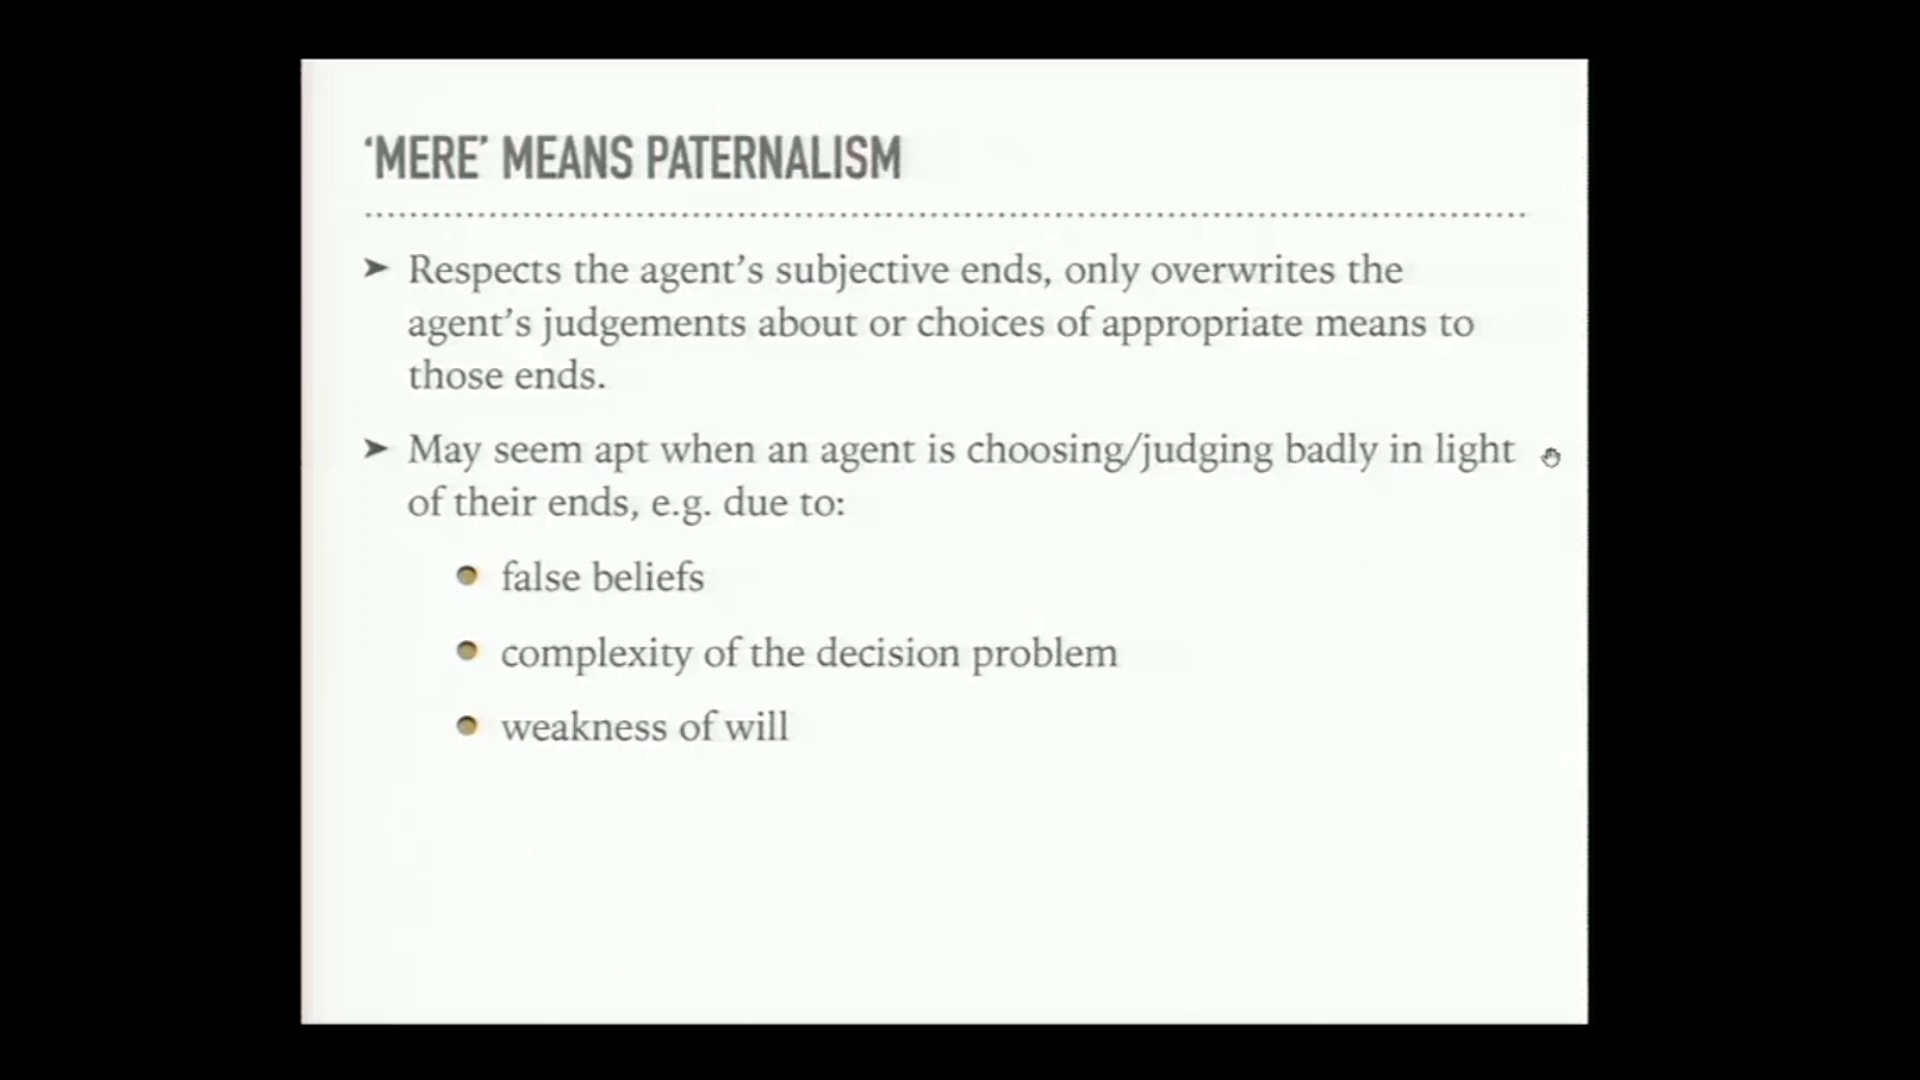 ‘MERE’ MEANS PATERNALISM
➤ Respects the agent’s subjective ends, only overwrites the
agent’s judgements about or choices of appropriate means to
those ends.
➤ May seem apt when an agent is choosing/judging badly in light
of their ends, e.g. due to:
• false beliefs
• complexity of the decision problem
• weakness of will